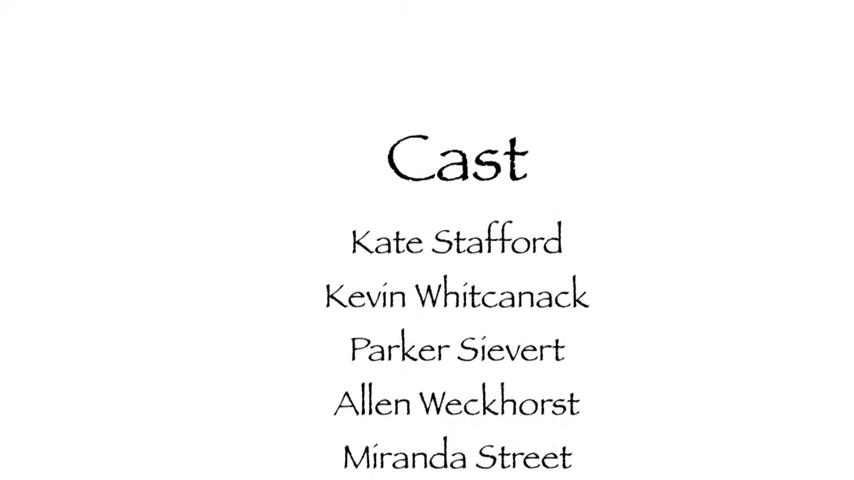 Cast
Kate Stafford
Kevin Whitcanack
Parker Sievert
Allen Weckhorst
Miranda Street